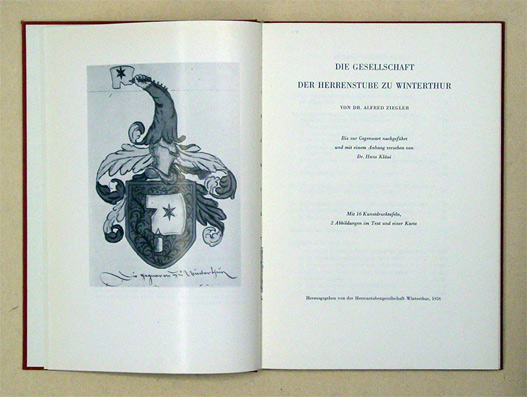 DIE GESELLSCHAFT
DER HERRENSTUBE ZU WINTERTHUR
VON DR. ALFRED ZIEGLER
Bis zur Gegenwart nachgeführt
und mit einem Anhang versehen von
Dr. Hans Kläui
Mit 16 Kunstdrucktafeln,
2 Abbildungen im Text und einer Karte
Herausgegeben von der Herrenstubengesellschaft Winterthur, 1956